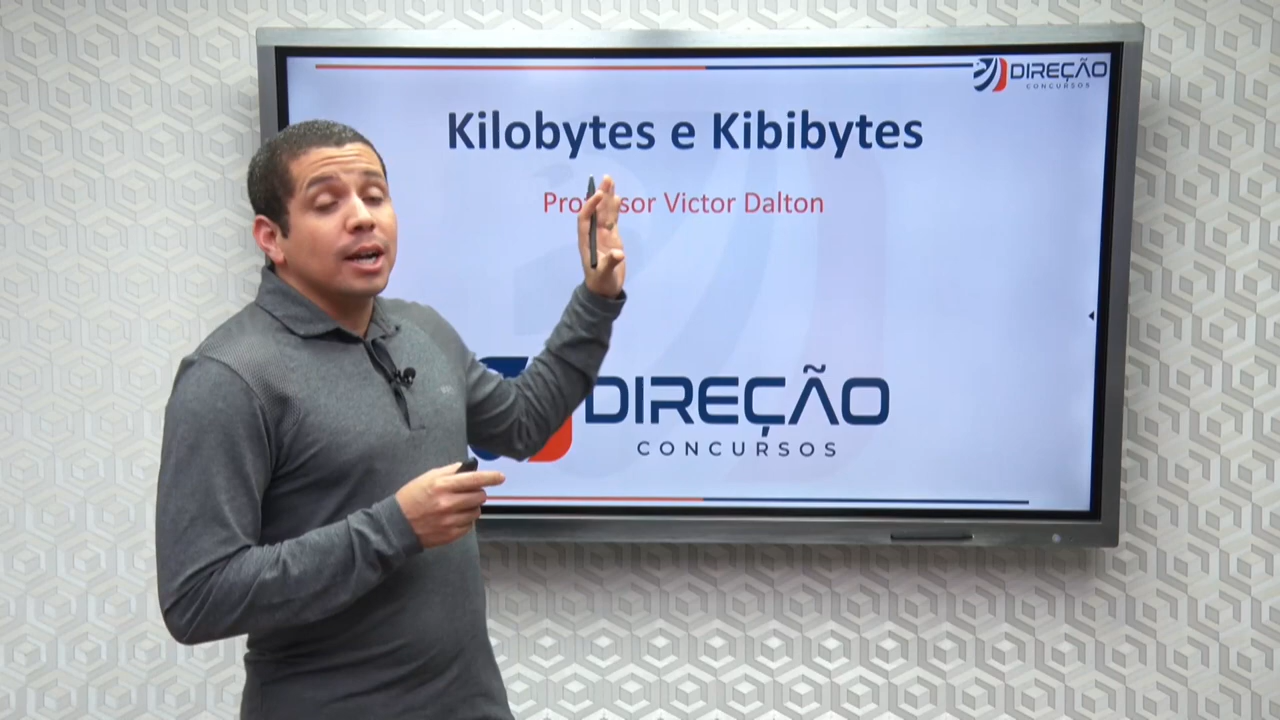 DIREÇÃO
CONCURSOS
Kilobytes e Kibibytes
Professor Victor Dalton
DIREÇÃO
CONCURSOS